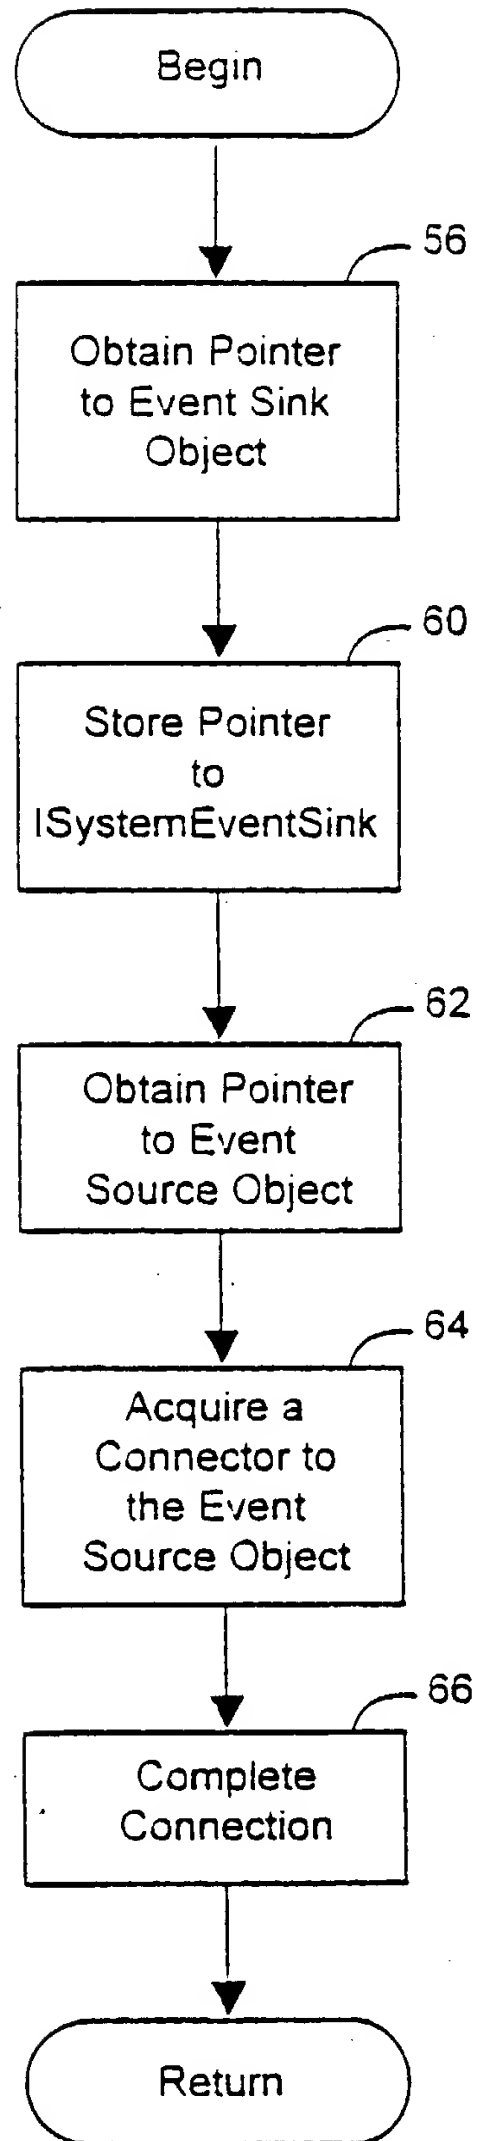 Begin
56
Obtain Pointer
to Event Sink
Object
60
Store Pointer
to
ISystemEventSink
62
Obtain Pointer
to Event
Source Object
64
Acquire a
Connector to
the Event
Source Object
66
Complete
Connection
Return